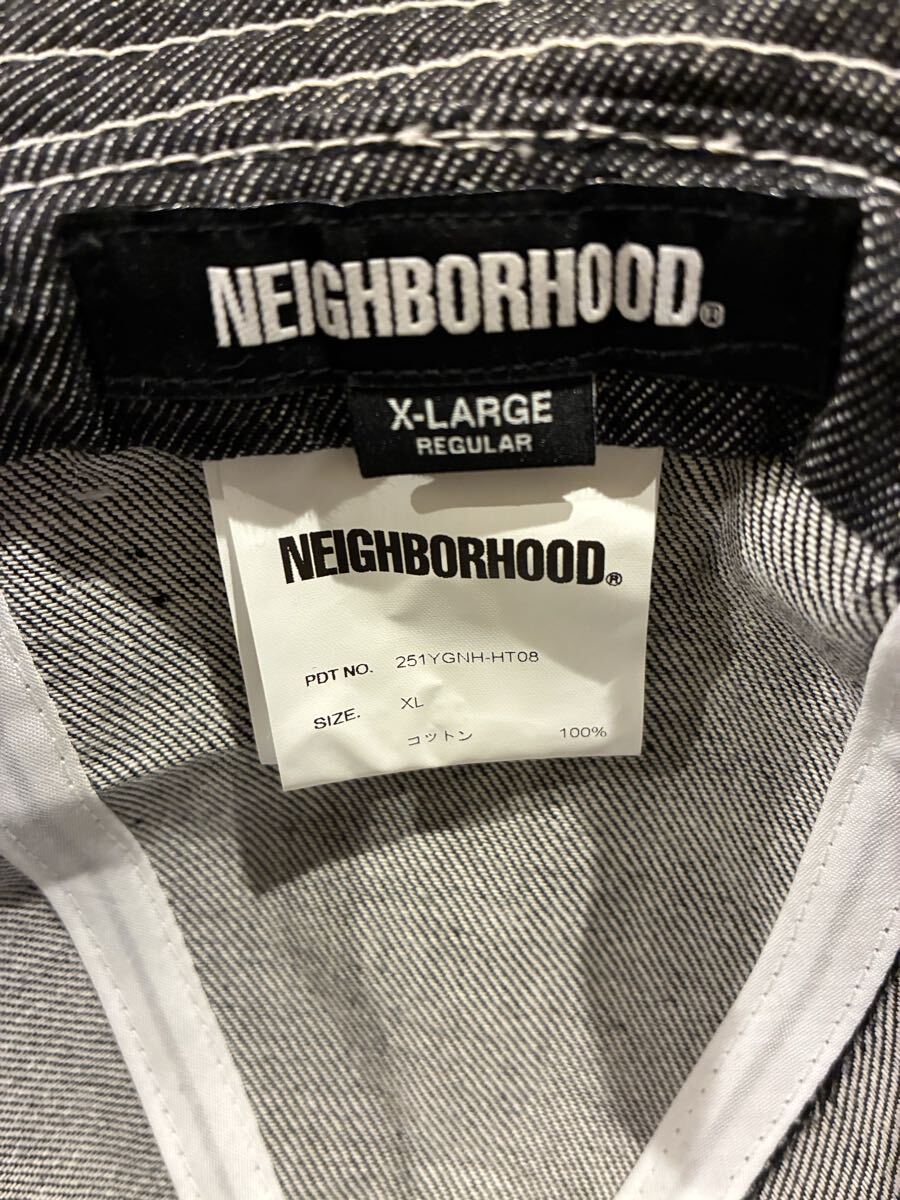 NEIGHBORHOOD®
X-LARGE
REGULAR
NEIGHBORHOOD®
PDT NO. 251YGNH-HT08
SIZE. XL
コットン 100%